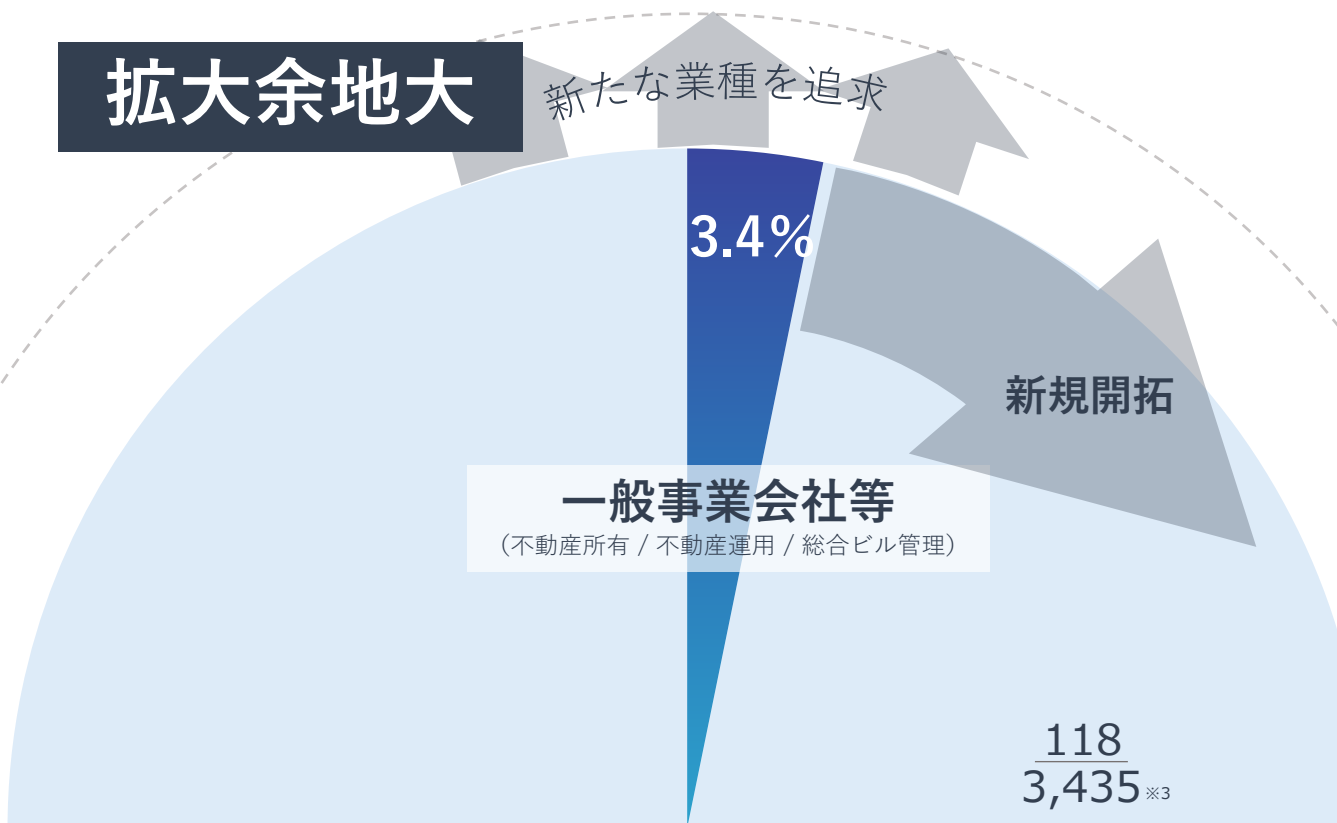 拡大余地大
新たな業種を追求
3.4%
新規開拓
一般事業会社等
（不動産所有 / 不動産運用 / 総合ビル管理）
118
3,435※3